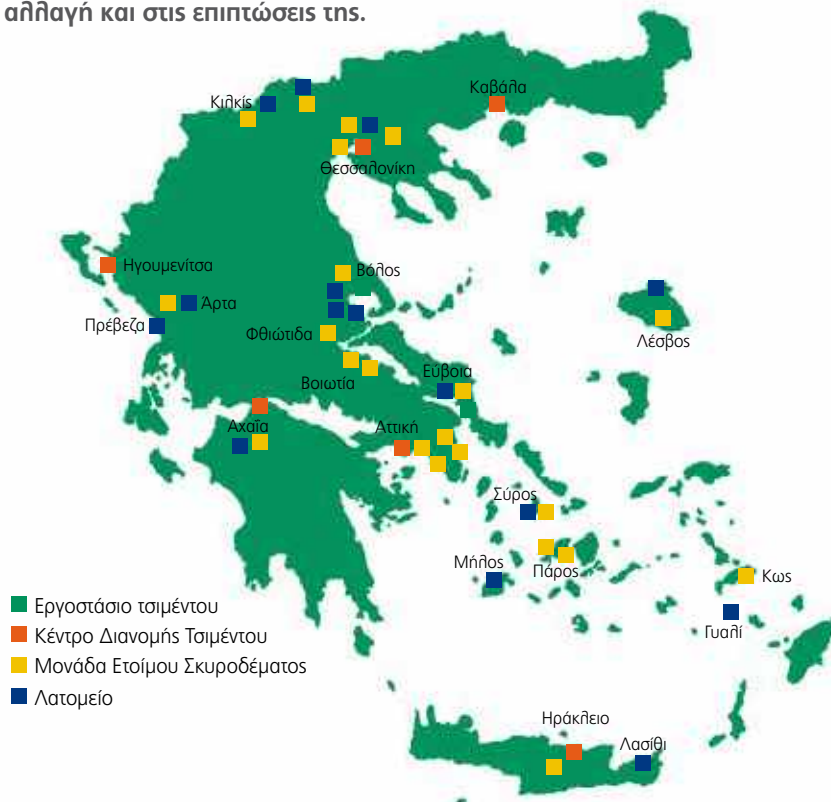 αλλαγή και στις επιπτώσεις της.
Καβάλα
Κιλκίς
Θεσσαλονίκη
Ηγουμενίτσα
Βόλος
Άρτα
Πρέβεζα
Φθιώτιδα
Λέσβος
Βοιωτία
Εύβοια
Αχαΐα
Αττική
Σύρος
Μήλος
Πάρος
Κως
Γυαλί
Εργοστάσιο τσιμέντου
Κέντρο Διανομής Τσιμέντου
Μονάδα Ετοίμου Σκυροδέματος
Λατομείο
Ηράκλειο
Λασίθι